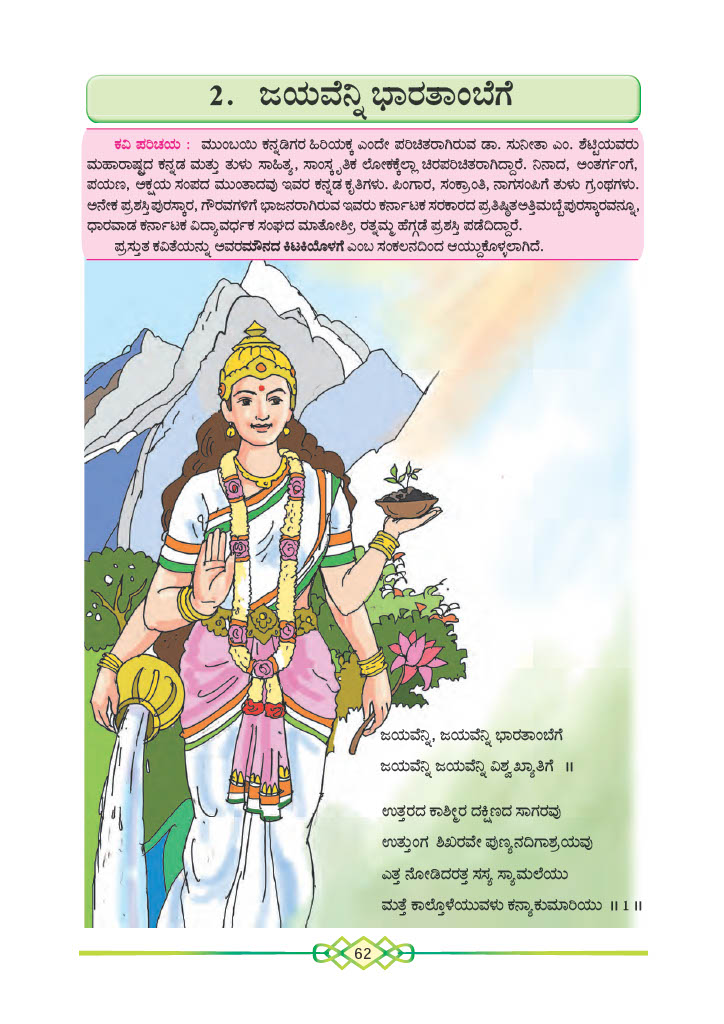 2. ಜಯವೆನ್ನಿ ಭಾರತಾಂಬೆಗೆ
ಕವಿ ಪರಿಚಯ : ಮುಂಬಯಿ ಕನ್ನಡಿಗರ ಹಿರಿಯಕ್ಕ ಎಂದೇ ಪರಿಚಿತರಾಗಿರುವ ಡಾ. ಸುನೀತಾ ಎಂ. ಶೆಟ್ಟಿಯವರು
ಮಹಾರಾಷ್ಟ್ರದ ಕನ್ನಡ ಮತ್ತು ತುಳು ಸಾಹಿತ್ಯ, ಸಾಂಸ್ಕೃತಿಕ ಲೋಕಕ್ಕೆಲ್ಲಾ ಚಿರಪರಿಚಿತರಾಗಿದ್ದಾರೆ. ನಿನಾದ, ಅಂತರ್ಗಂಗೆ,
ಪಯಣ, ಅಕ್ಷಯ ಸಂಪದ ಮುಂತಾದವು ಇವರ ಕನ್ನಡ ಕೃತಿಗಳು. ಪಿಂಗಾರ, ಸಂಕ್ರಾಂತಿ, ನಾಗಸಂಪಿಗೆ ತುಳು ಗ್ರಂಥಗಳು.
ಅನೇಕ ಪ್ರಶಸ್ತಿಪುರಸ್ಕಾರ, ಗೌರವಗಳಿಗೆ ಭಾಜನರಾಗಿರುವ ಇವರು ಕರ್ನಾಟಕ ಸರಕಾರದ ಪ್ರತಿಷ್ಠಿತಅತ್ತಿಮಬ್ಬೆಪುರಸ್ಕಾರವನ್ನೂ,
ಧಾರವಾಡ ಕರ್ನಾಟಕ ವಿದ್ಯಾವರ್ಧಕ ಸಂಘದ ಮಾತೋಶ್ರೀ ರತ್ನಮ್ಮ ಹೆಗ್ಗಡೆ ಪ್ರಶಸ್ತಿ ಪಡೆದಿದ್ದಾರೆ.
ಪ್ರಸ್ತುತ ಕವಿತೆಯನ್ನು ಅವರಮೌನದ ಕಿಟಕಿಯೊಳಗೆ ಎಂಬ ಸಂಕಲನದಿಂದ ಆಯ್ದುಕೊಳ್ಳಲಾಗಿದೆ.
ಜಯವೆನ್ನಿ, ಜಯವೆನ್ನಿ ಭಾರತಾಂಬೆಗೆ
ಜಯವೆನ್ನಿ ಜಯವೆನ್ನಿ ವಿಶ್ವಖ್ಯಾತಿಗೆ ॥
ಉತ್ತರದ ಕಾಶ್ಮೀರ ದಕ್ಷಿಣದ ಸಾಗರವು
ಉತ್ತುಂಗ ಶಿಖರವೇ ಪುಣ್ಯನದಿಗಾಶ್ರಯವು
ಎತ್ತ ನೋಡಿದರತ್ತ ಸಸ್ಯ ಸ್ಯಾಮಲೆಯು
ಮತ್ತೆ ಕಾಲ್ತೊಳೆಯುವಳು ಕನ್ಯಾಕುಮಾರಿಯು ॥ 1 ॥
62